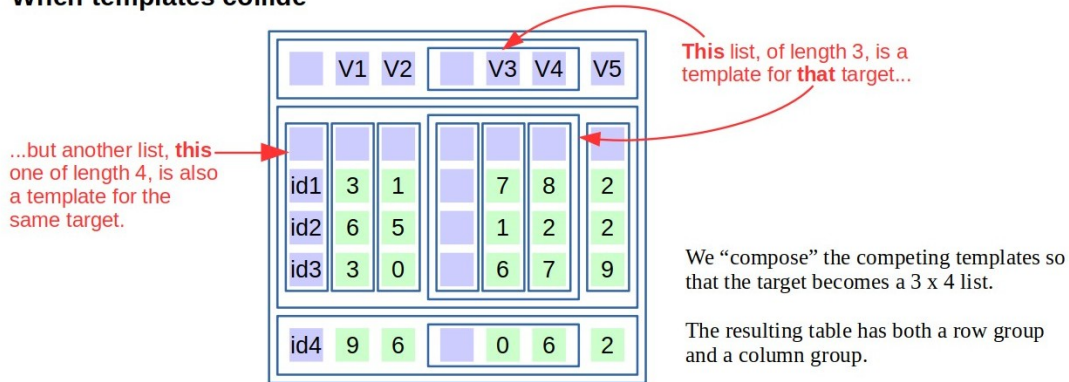 When templates collide
V1 V2 V3 V4 V5
This list, of length 3, is a
template for that target...
...but another list, this
one of length 4, is also
a template for the
same target.
id1 3 1 7 8 2
id2 6 5 1 2 2
id3 3 0 6 7 9
id4 9 6 0 6 2
We “compose” the competing templates so
that the target becomes a 3 x 4 list.
The resulting table has both a row group
and a column group.